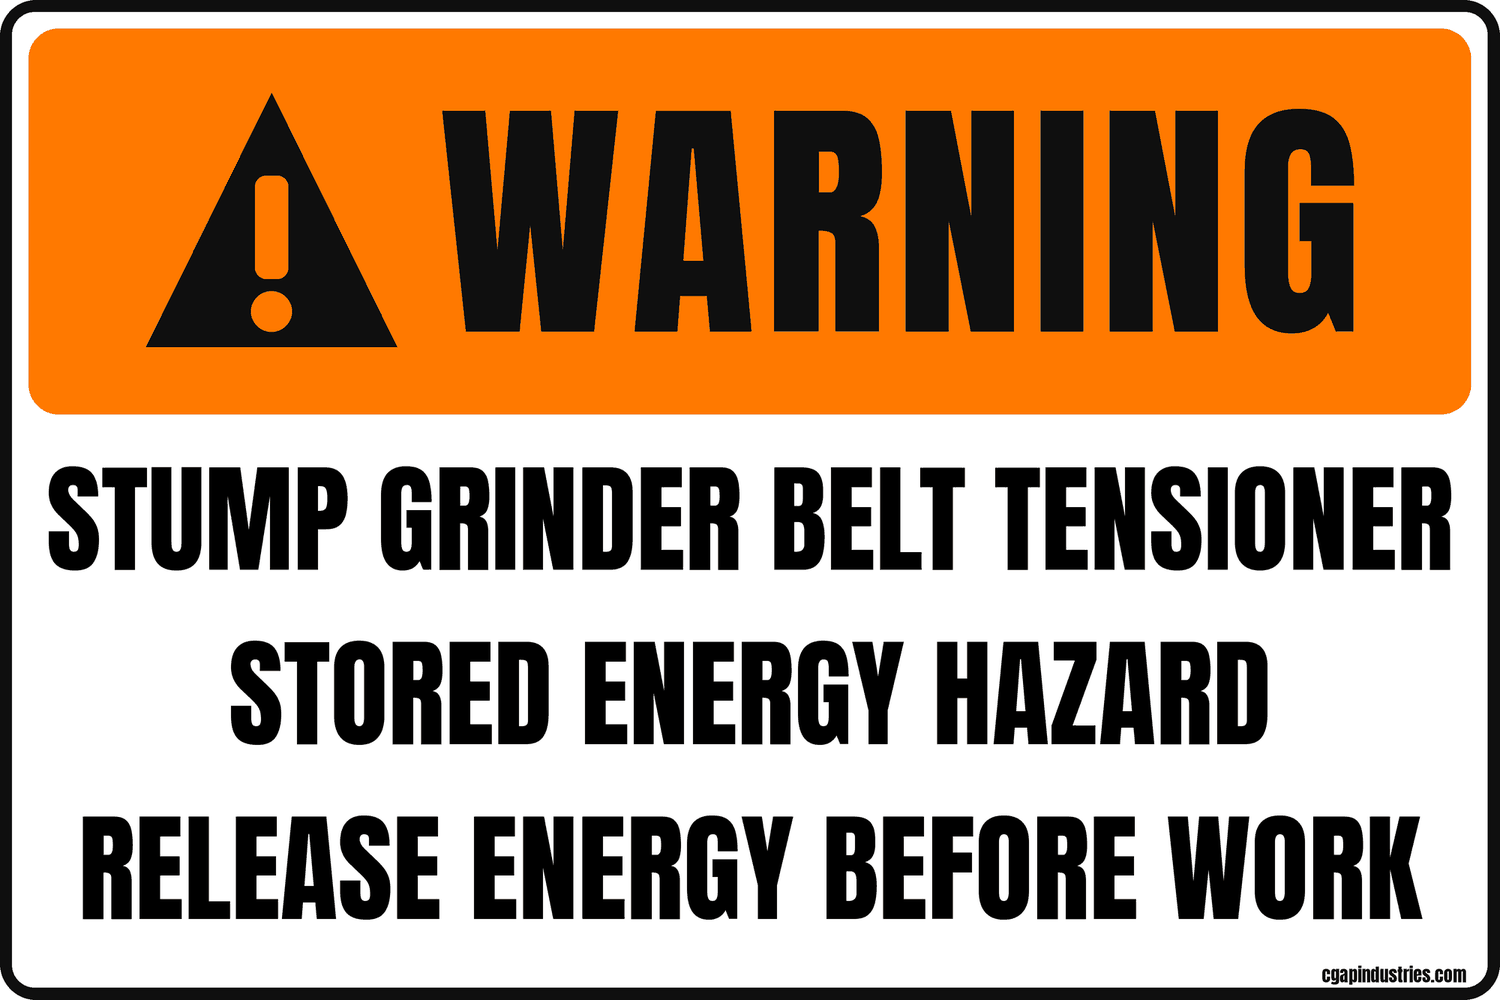 WARNING
STUMP GRINDER BELT TENSIONER
STORED ENERGY HAZARD
RELEASE ENERGY BEFORE WORK
cgapindustries.com